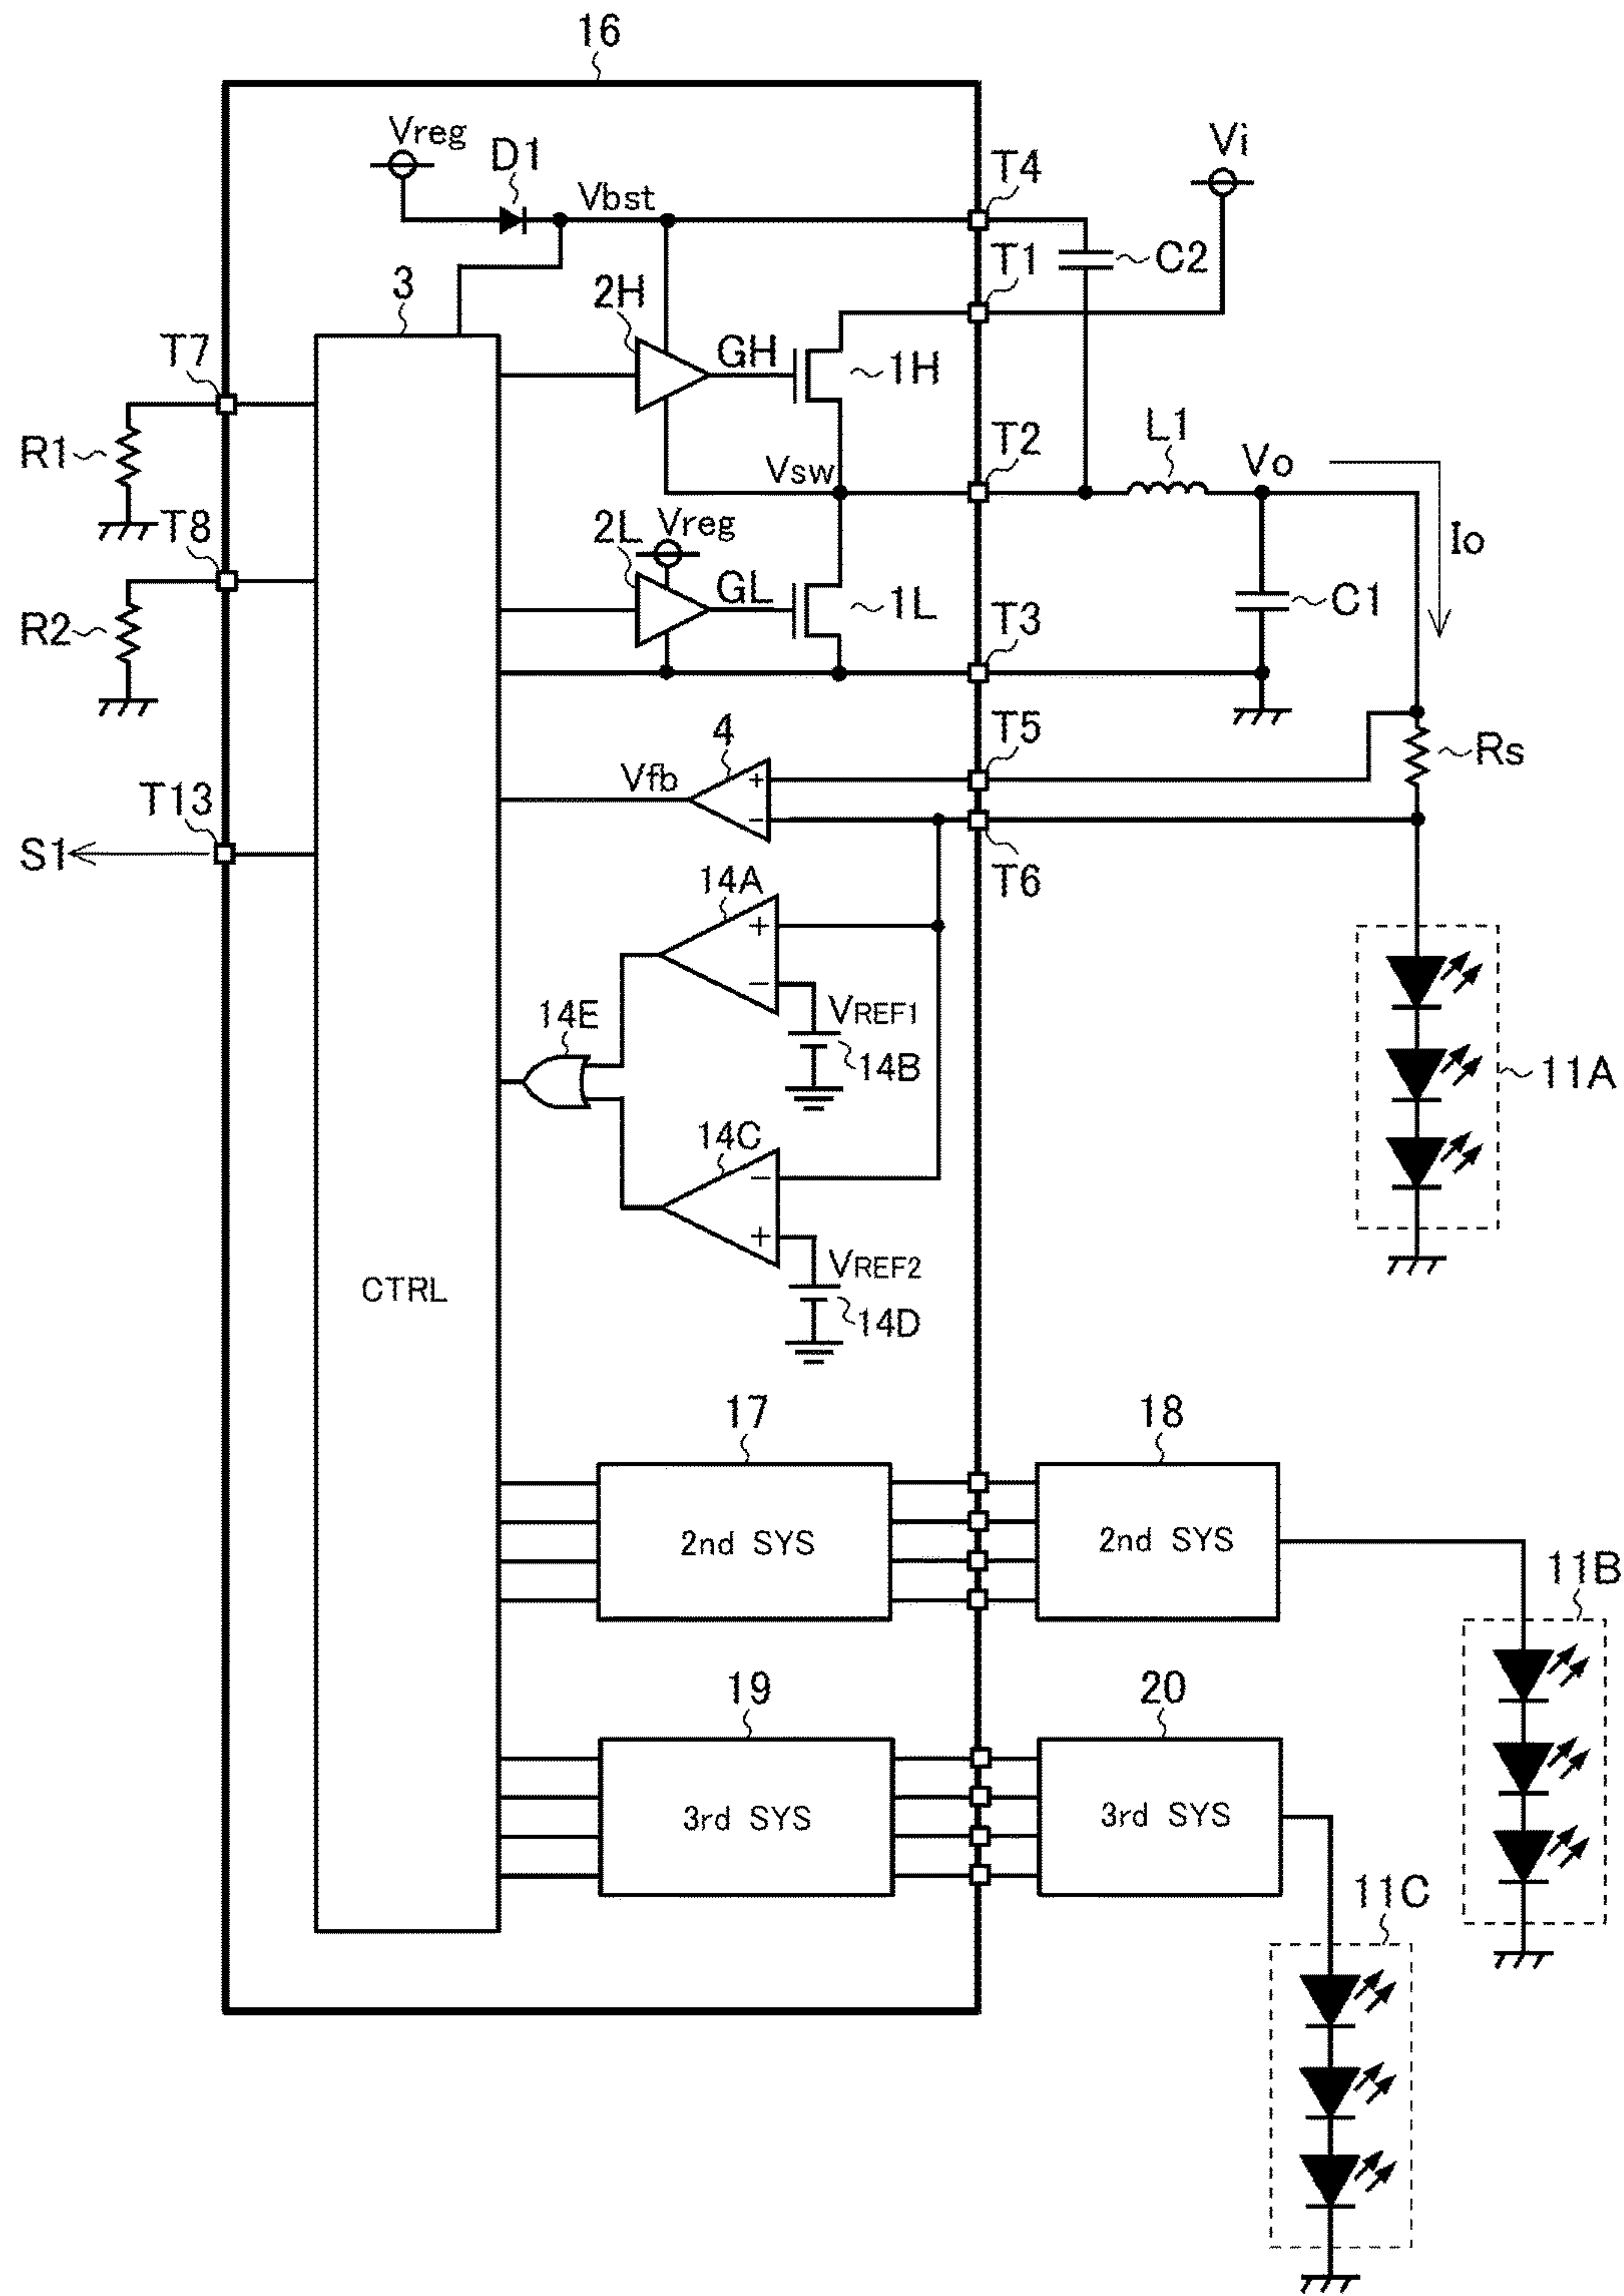 16
Vreg
D1
Vbst
T4
Vi
T1
C2
3
2H
GH
1H
T7
R1
T2
L1
Vo
Vsw
Io
T8
2L
Vreg
GL
1L
T3
C1
R2
4
T5
Rs
Vfb
T13
S1
T6
14A
+
-
+
-
VREF1
14E
14B
11A
14C
-
+
VREF2
14D
CTRL
17
18
2nd SYS
2nd SYS
11B
19
20
3rd SYS
3rd SYS
11C